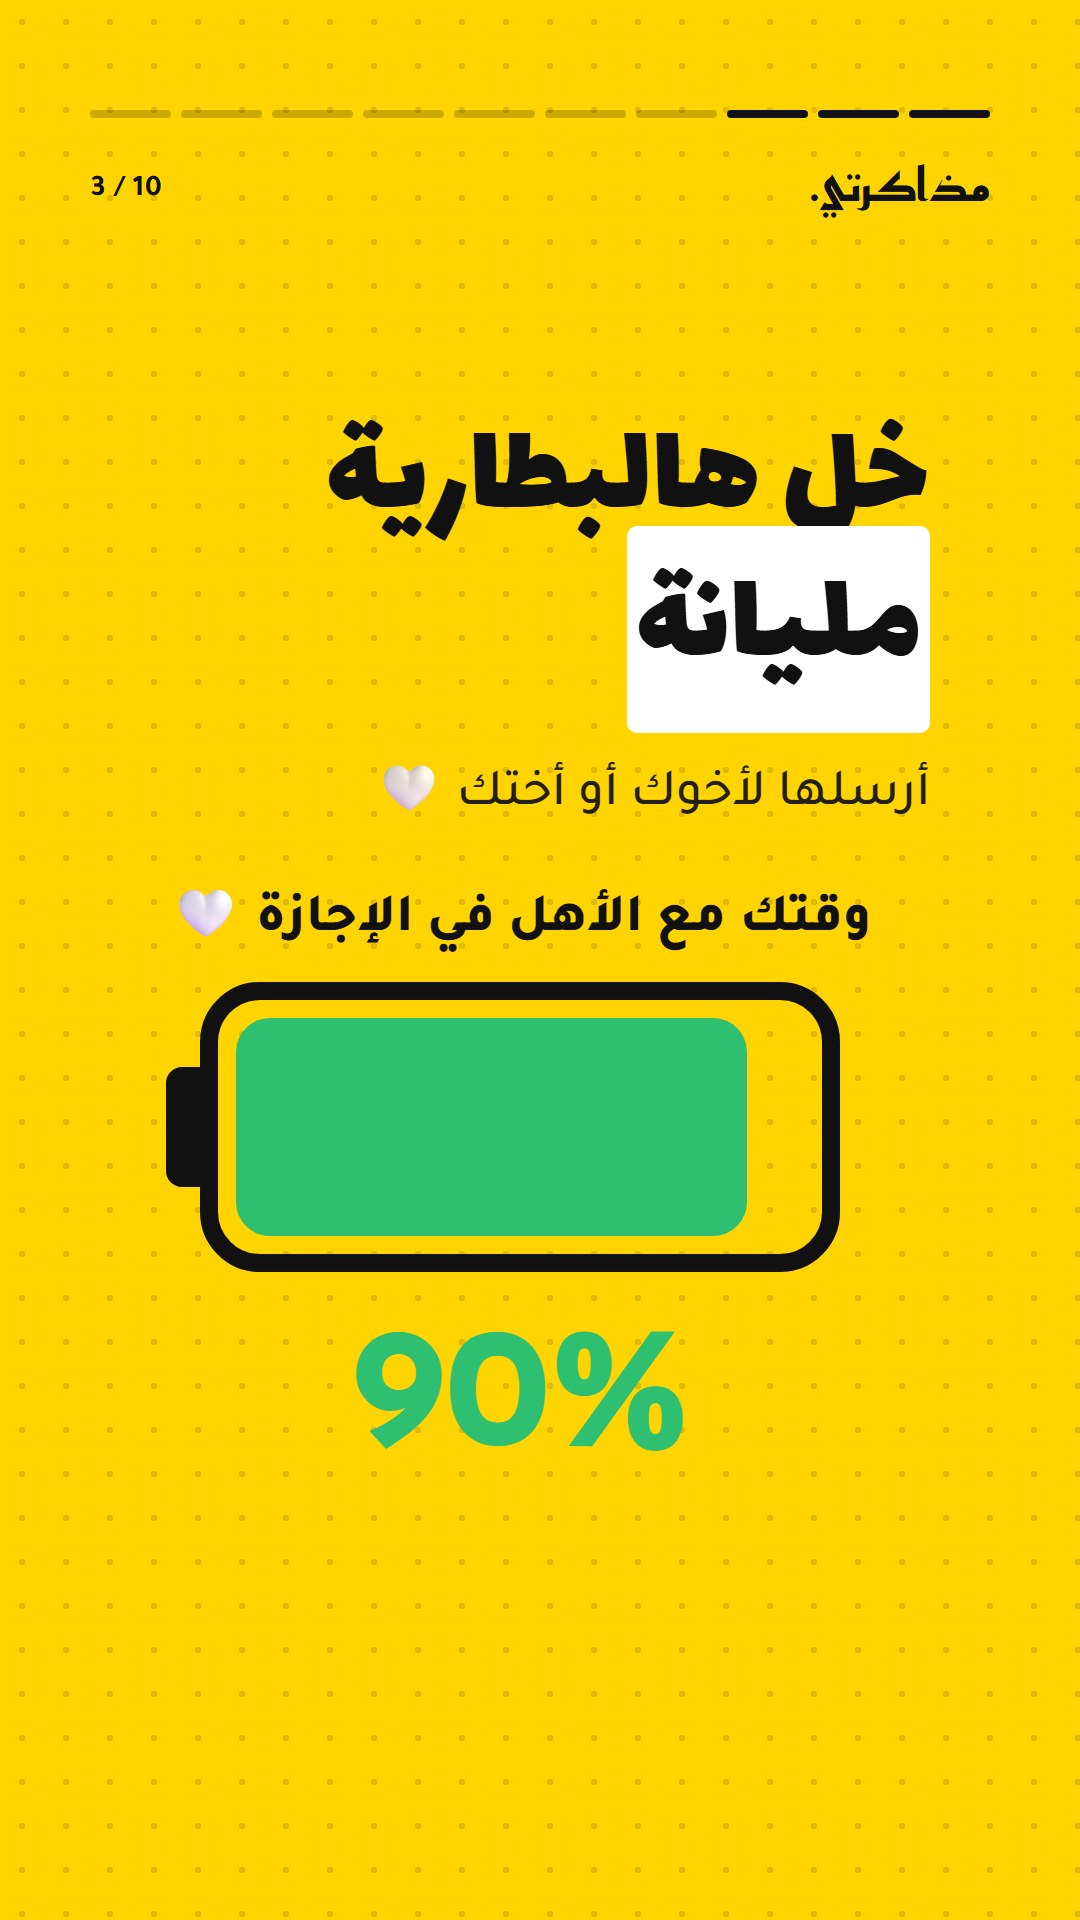 مذاكرتي.
3 / 10
خل هالبطارية
مليانة
أرسلها لأخوك أو أختك 🤍
وقتك مع الأهل في الإجازة 🤍
90%